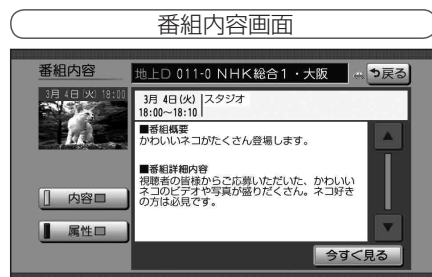 番組内容画面
番組内容
地上D 011-0 NHK総合1・大阪
戻る
3月 4日(火) 18:00
3月 4日(火)
18:00~18:10
スタジオ
■番組概要
かわいいネコがたくさん登場します。
■番組詳細内容
視聴者の皆様からご応募いただいた、かわいい
ネコのビデオや写真が盛りだくさん。ネコ好き
の方は必見です。
内容
属性
今すぐ見る